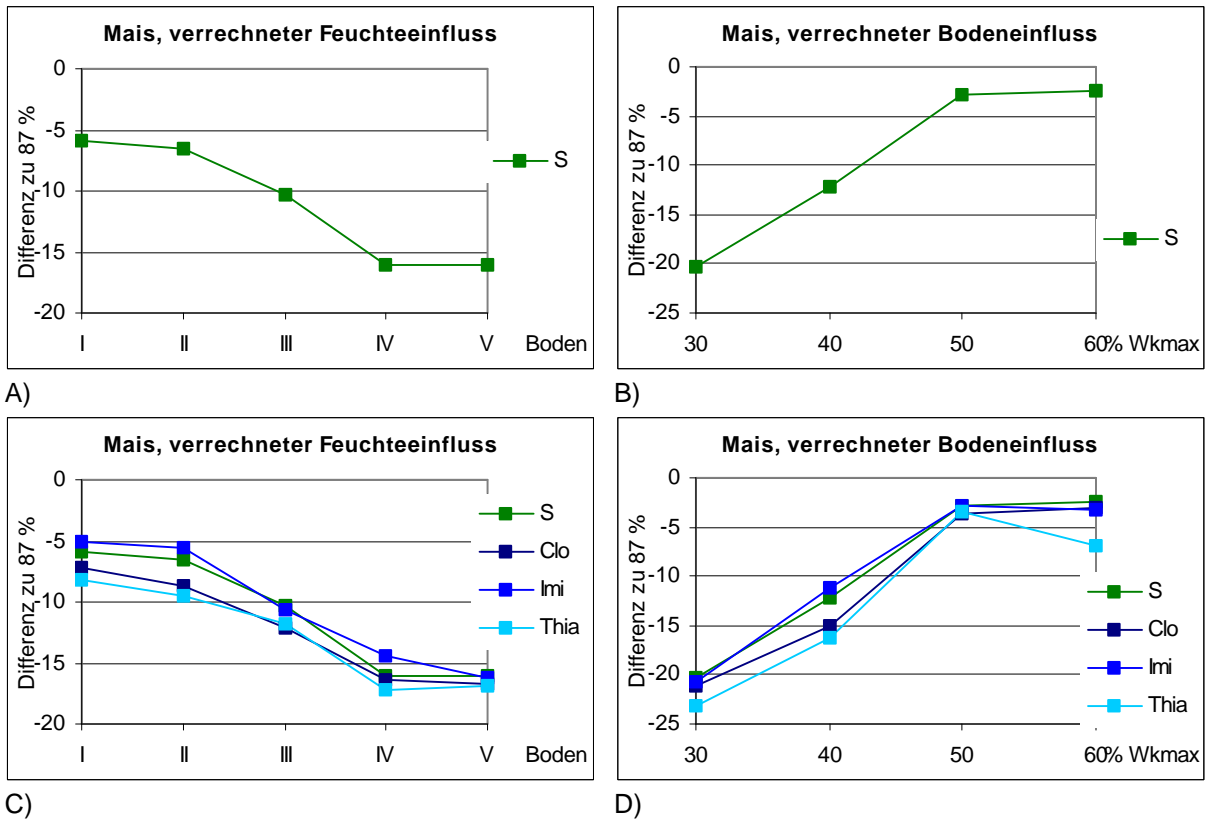 Mais, verrechneter Feuchteeinfluss
Differenz zu 87 %
0
-5
-10
-15
-20
I II III IV V Boden
S
A)
Mais, verrechneter Bodeneinfluss
Differenz zu 87 %
0
-5
-10
-15
-20
-25
30 40 50 60% Wkmax
S
B)
Mais, verrechneter Feuchteeinfluss
Differenz zu 87 %
0
-5
-10
-15
-20
I II III IV V Boden
S
Clo
Imi
Thia
C)
Mais, verrechneter Bodeneinfluss
Differenz zu 87 %
0
-5
-10
-15
-20
-25
30 40 50 60% Wkmax
S
Clo
Imi
Thia
D)